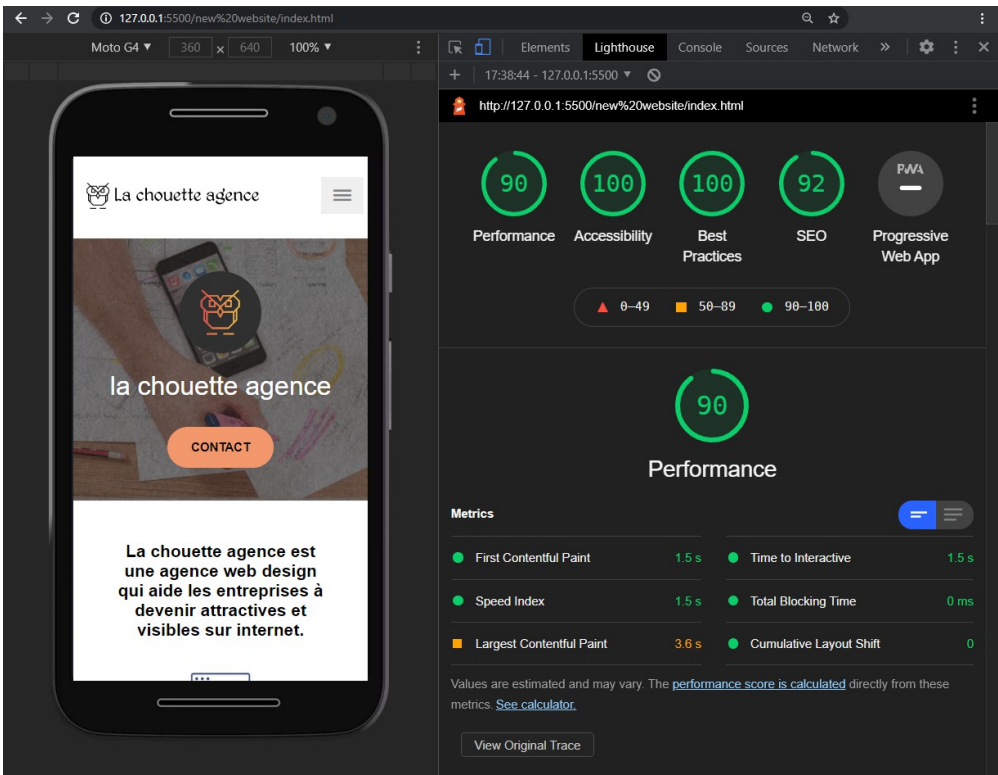 127.0.0.1:5500/new%20website/index.html
Moto G4 ▼ 360 x 640 100% ▼
Elements Lighthouse Console Sources Network »
17:38:44 - 127.0.0.1:5500 ▼
http://127.0.0.1:5500/new%20website/index.html
La chouette agence
la chouette agence
CONTACT
La chouette agence est
une agence web design
qui aide les entreprises à
devenir attractives et
visibles sur internet.
90 100 100 92 PWA
Performance Accessibility Best Practices SEO Progressive Web App
0–49 50–89 90–100
90
Performance
Metrics
First Contentful Paint 1.5 s
Time to Interactive 1.5 s
Speed Index 1.5 s
Total Blocking Time 0 ms
Largest Contentful Paint 3.6 s
Cumulative Layout Shift 0
Values are estimated and may vary. The performance score is calculated directly from these
metrics. See calculator.
View Original Trace